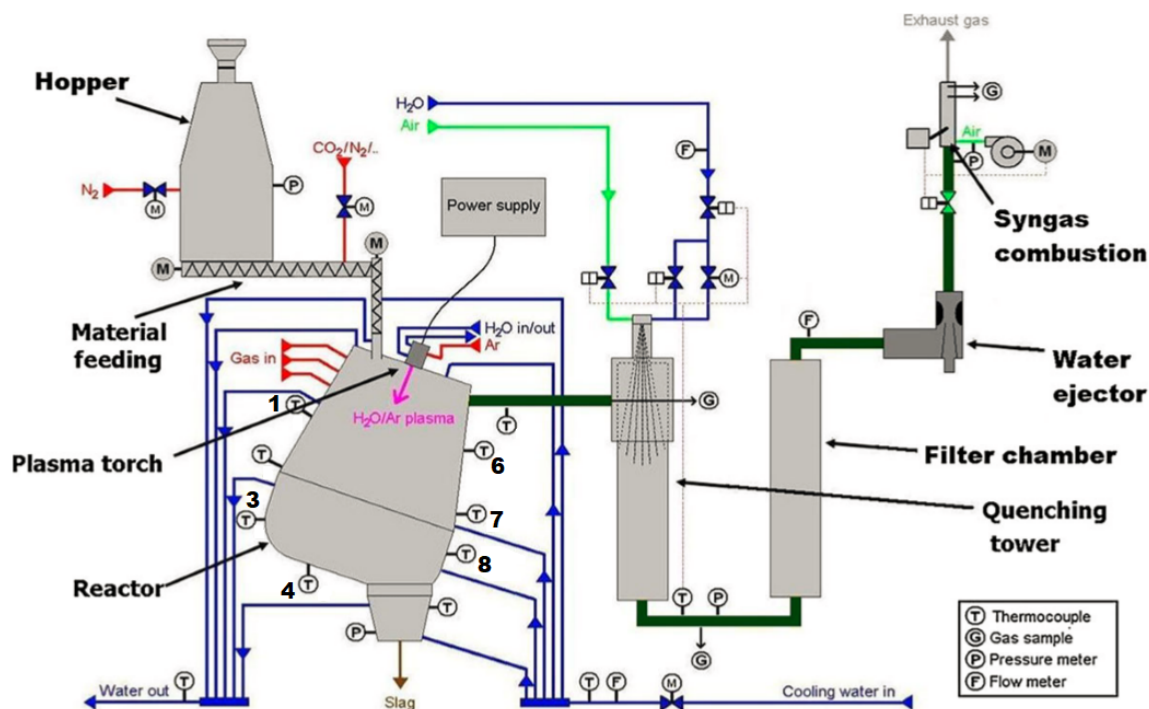 Exhaust gas
Hopper
H₂O
Air
G
CO₂/N₂/..
F
Air
M
P
N₂
P
M
M
Power supply
Syngas
combustion
M
M
M
Material
feeding
H₂O in/out
Ar
F
Water
ejector
Gas in
1
T
H₂O/Ar plasma
T
G
Plasma torch
T
6
Filter chamber
T
3
T
T
7
Quenching
tower
T
8
Reactor
4
T
T
T
P
P
G
T Thermocouple
G Gas sample
P Pressure meter
F Flow meter
Water out
T
Slag
T
F
M
Cooling water in